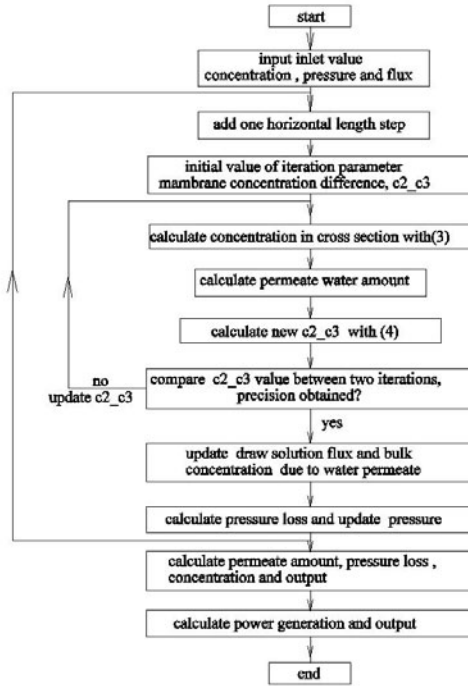 start
input inlet value
concentration , pressure and flux
add one horizontal length step
initial value of iteration parameter
mambrane concentration difference, c2_c3
calculate concentration in cross section with(3)
calculate permeate water amount
calculate new c2_c3 with (4)
no
update c2_c3
compare c2_c3 value between two iterations,
precision obtained?
yes
update draw solution flux and bulk
concentration due to water permeate
calculate pressure loss and update pressure
calculate permeate amount, pressure loss ,
concentration and output
calculate power generation and output
end